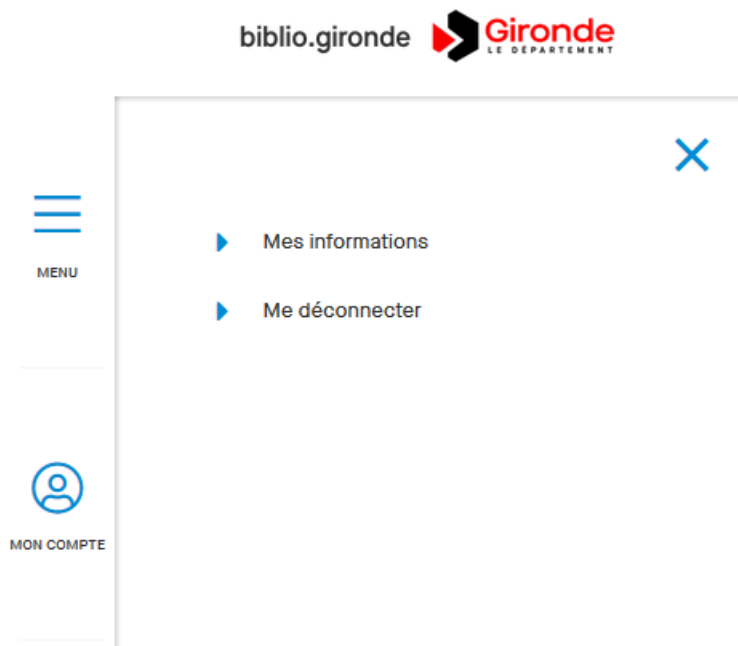 biblio.gironde
Gironde
LE DÉPARTEMENT
MENU
Mes informations
Me déconnecter
MON COMPTE